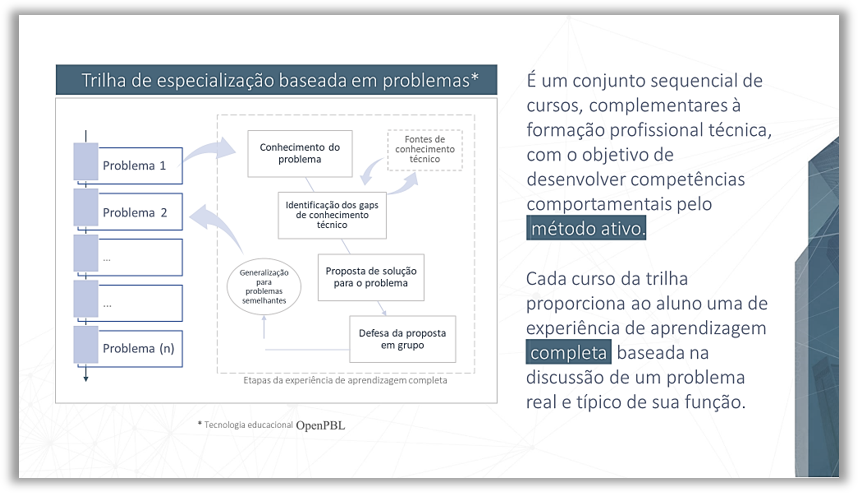 Trilha de especialização baseada em problemas*
Problema 1
Problema 2
...
...
Problema (n)
Conhecimento do
problema
Fontes de
conhecimento
técnico
Identificação dos gaps
de conhecimento
técnico
Proposta de solução
para o problema
Generalização
para
problemas
semelhantes
Defesa da proposta
em grupo
Etapas da experiência de aprendizagem completa
* Tecnologia educacional OpenPBL
É um conjunto sequencial de
cursos, complementares à
formação profissional técnica,
com o objetivo de
desenvolver competências
comportamentais pelo
método ativo.
Cada curso da trilha
proporciona ao aluno uma de
experiência de aprendizagem
completa baseada na
discussão de um problema
real e típico de sua função.